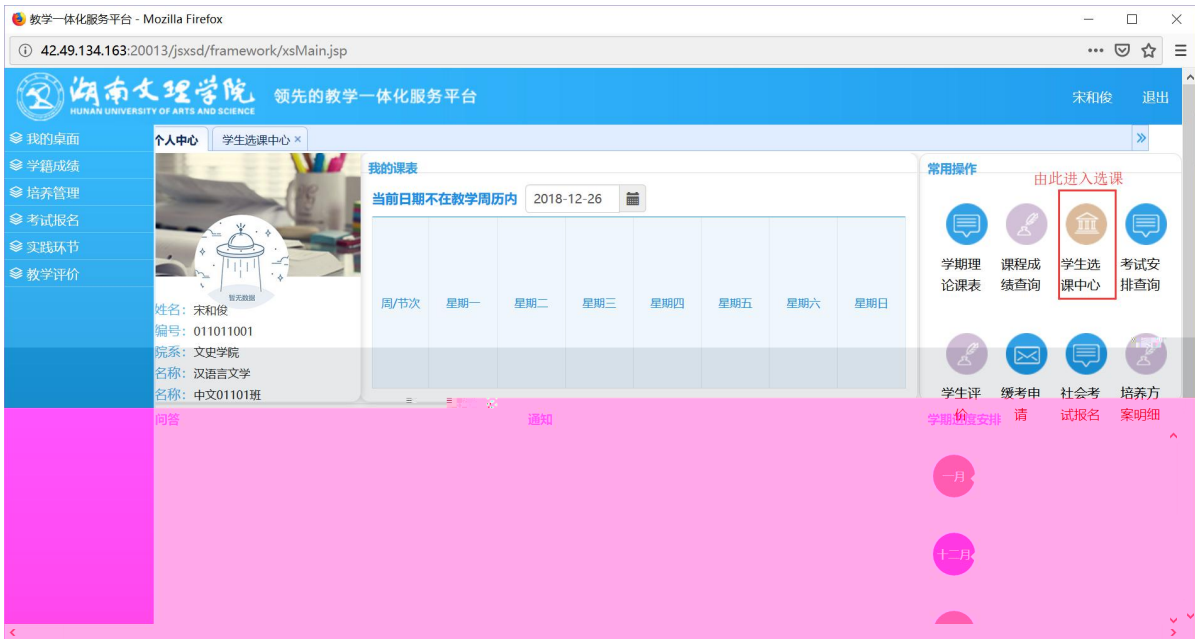 教学一体化服务平台 - Mozilla Firefox
42.49.134.163:20013/jsxsd/framework/xsMain.jsp
湖南文理学院
HUNAN UNIVERSITY OF ARTS AND SCIENCE
领先的教学一体化服务平台
宋和俊 退出
我的桌面
学籍成绩
培养管理
考试报名
实践环节
教学评价
个人中心 学生选课中心 ×
暂无数据
姓名：宋和俊
编号：011011001
院系：文史学院
名称：汉语言文学
名称：中文01101班
我的课表
当前日期不在教学周历内 2018-12-26
周/节次 星期一 星期二 星期三 星期四 星期五 星期六 星期日
常用操作
由此进入选课
学期理论课表
课程成绩查询
学生选课中心
考试安排查询
学生评价
缓考申请
社会考试报名
培养方案明细
问答
通知
学期进度安排
一月
十二月